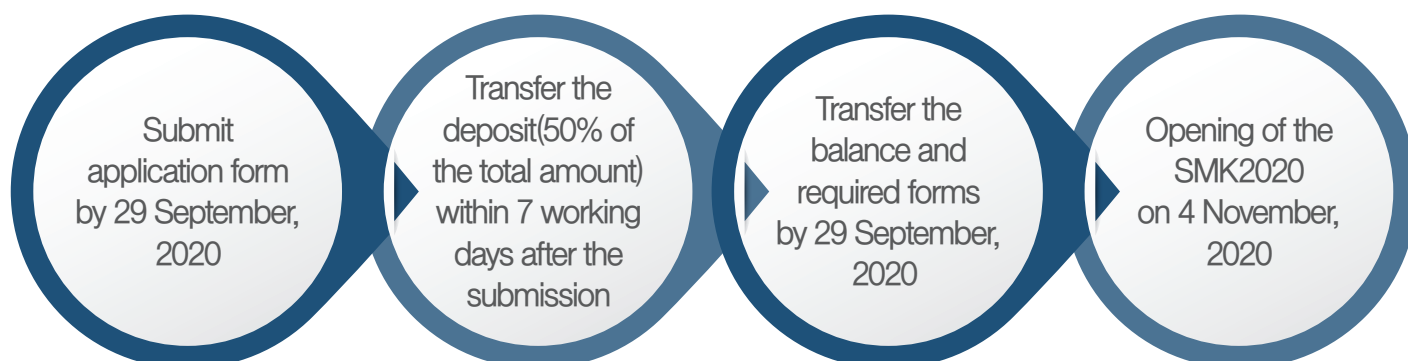 Submit
application form
by 29 September,
2020
Transfer the
deposit(50% of
the total amount)
within 7 working
days after the
submission
Transfer the
balance and
required forms
by 29 September,
2020
Opening of the
SMK2020
on 4 November,
2020